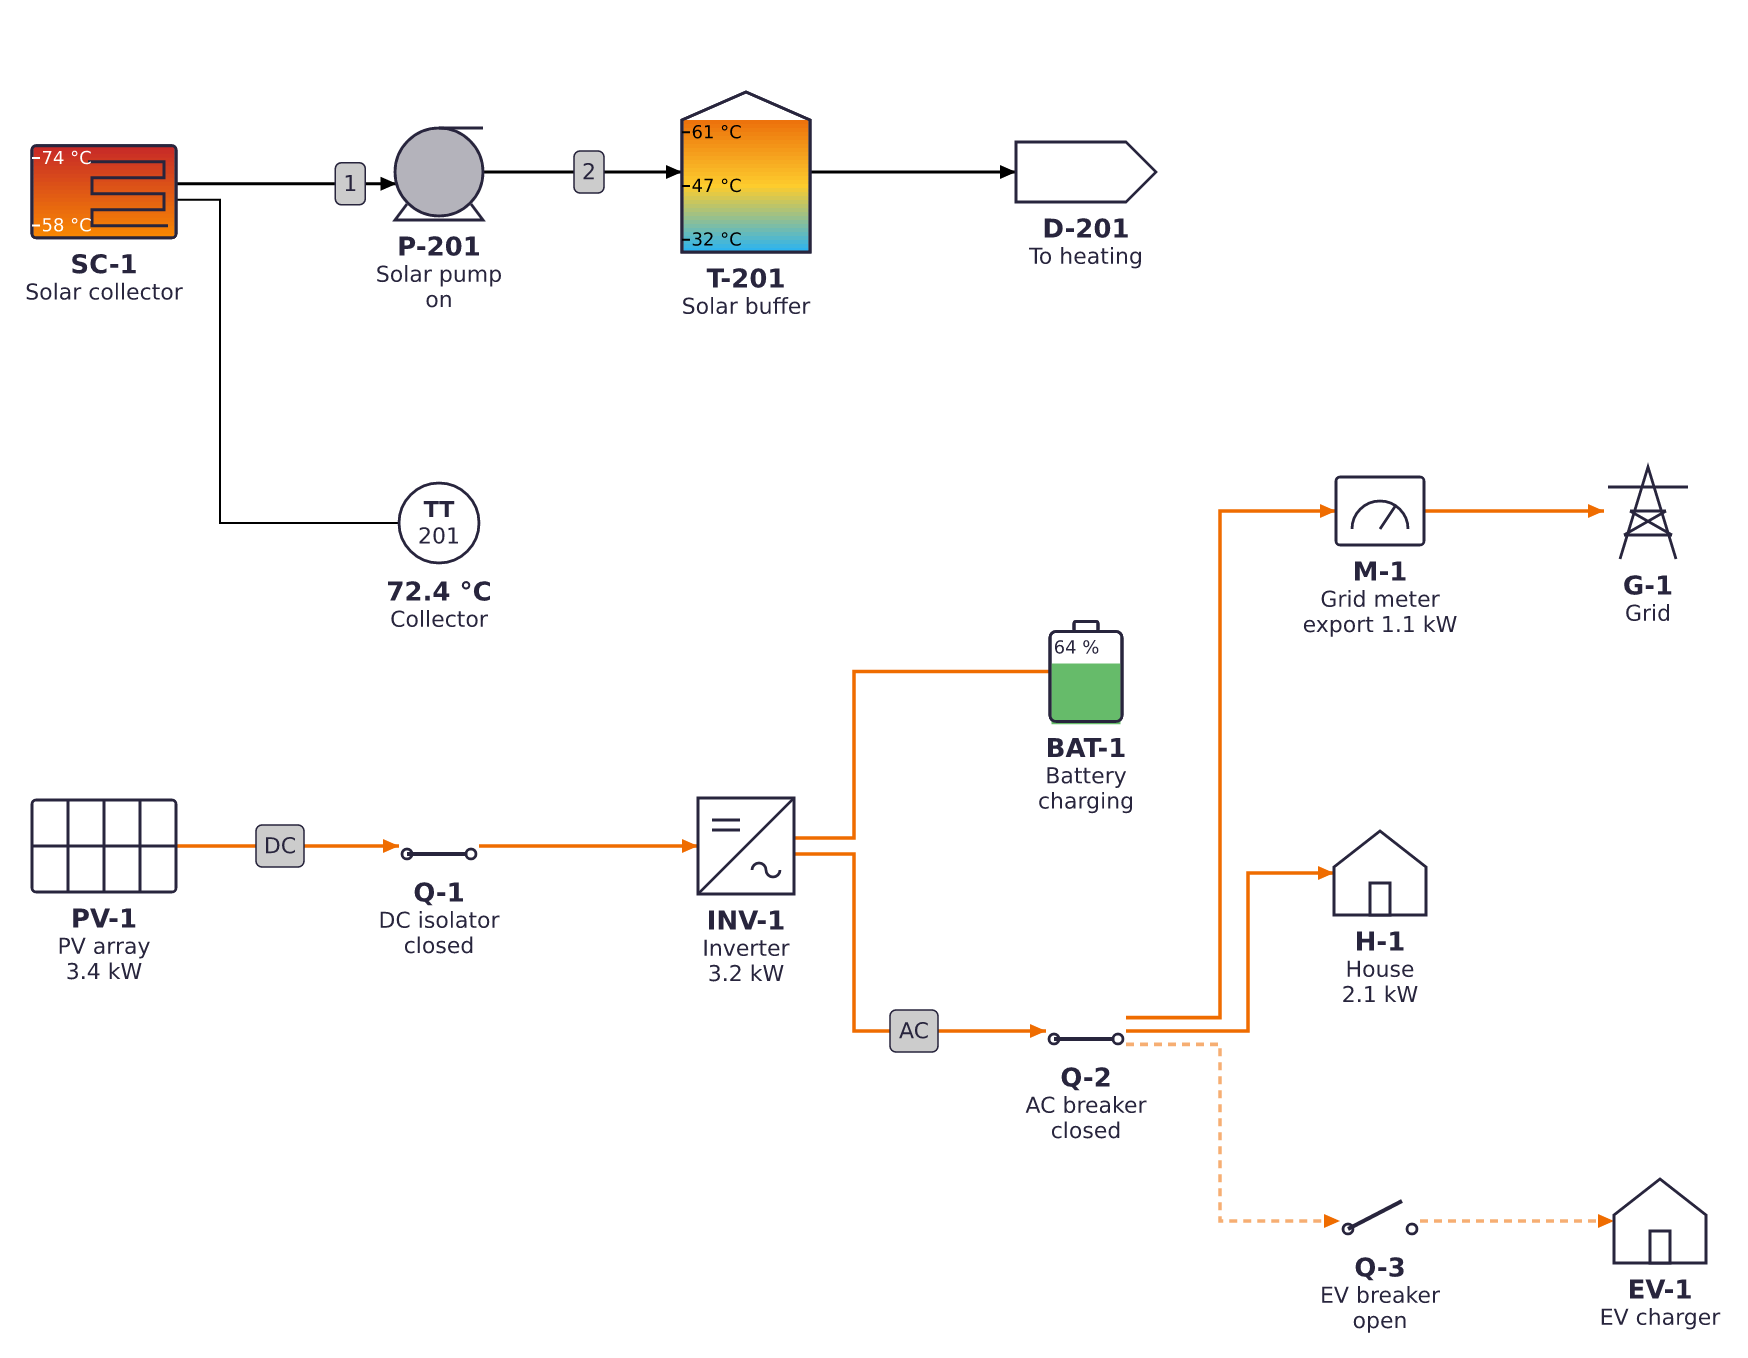 74 °C
58 °C
SC-1
Solar collector
1
P-201
Solar pump
on
2
61 °C
47 °C
32 °C
T-201
Solar buffer
D-201
To heating
TT
201
72.4 °C
Collector
M-1
Grid meter
export 1.1 kW
G-1
Grid
64 %
BAT-1
Battery
charging
PV-1
PV array
3.4 kW
DC
Q-1
DC isolator
closed
INV-1
Inverter
3.2 kW
H-1
House
2.1 kW
AC
Q-2
AC breaker
closed
Q-3
EV breaker
open
EV-1
EV charger